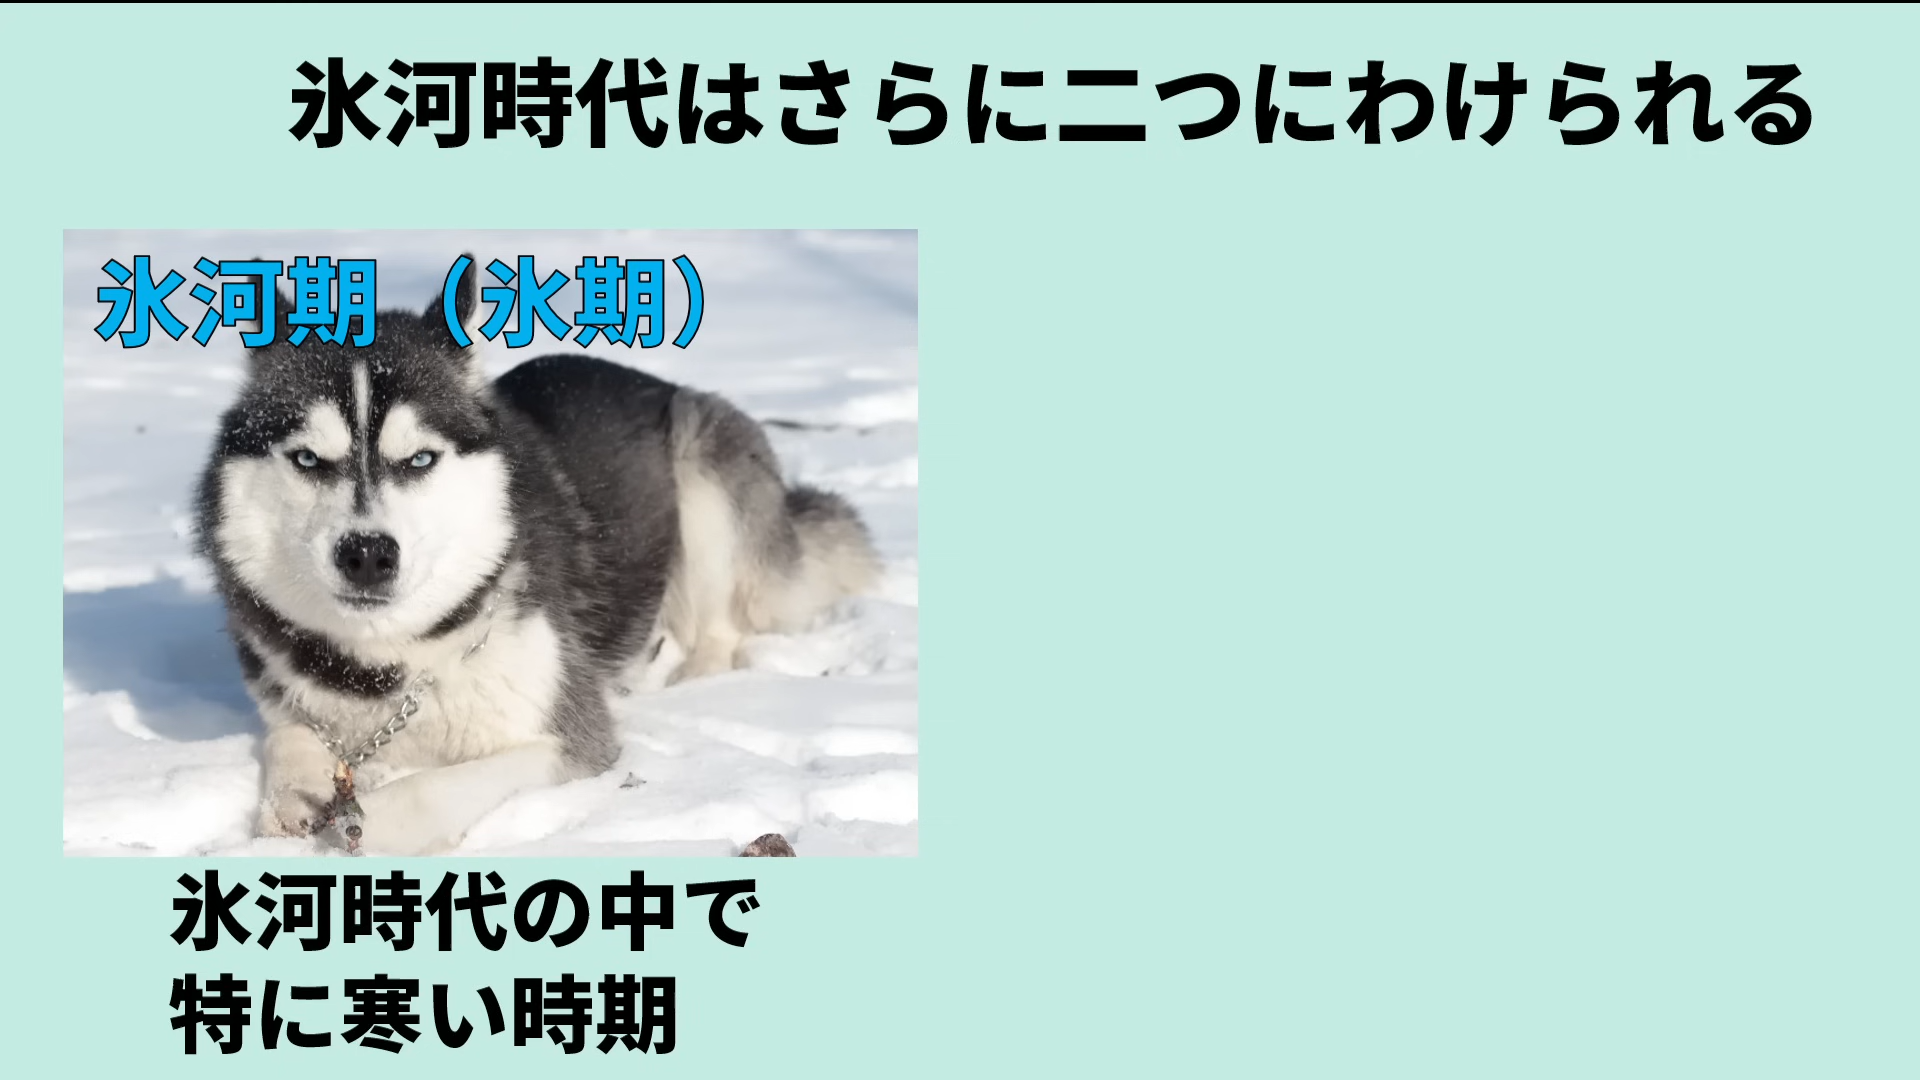 氷河時代はさらに二つにわけられる
氷河期（氷期）
氷河時代の中で
特に寒い時期